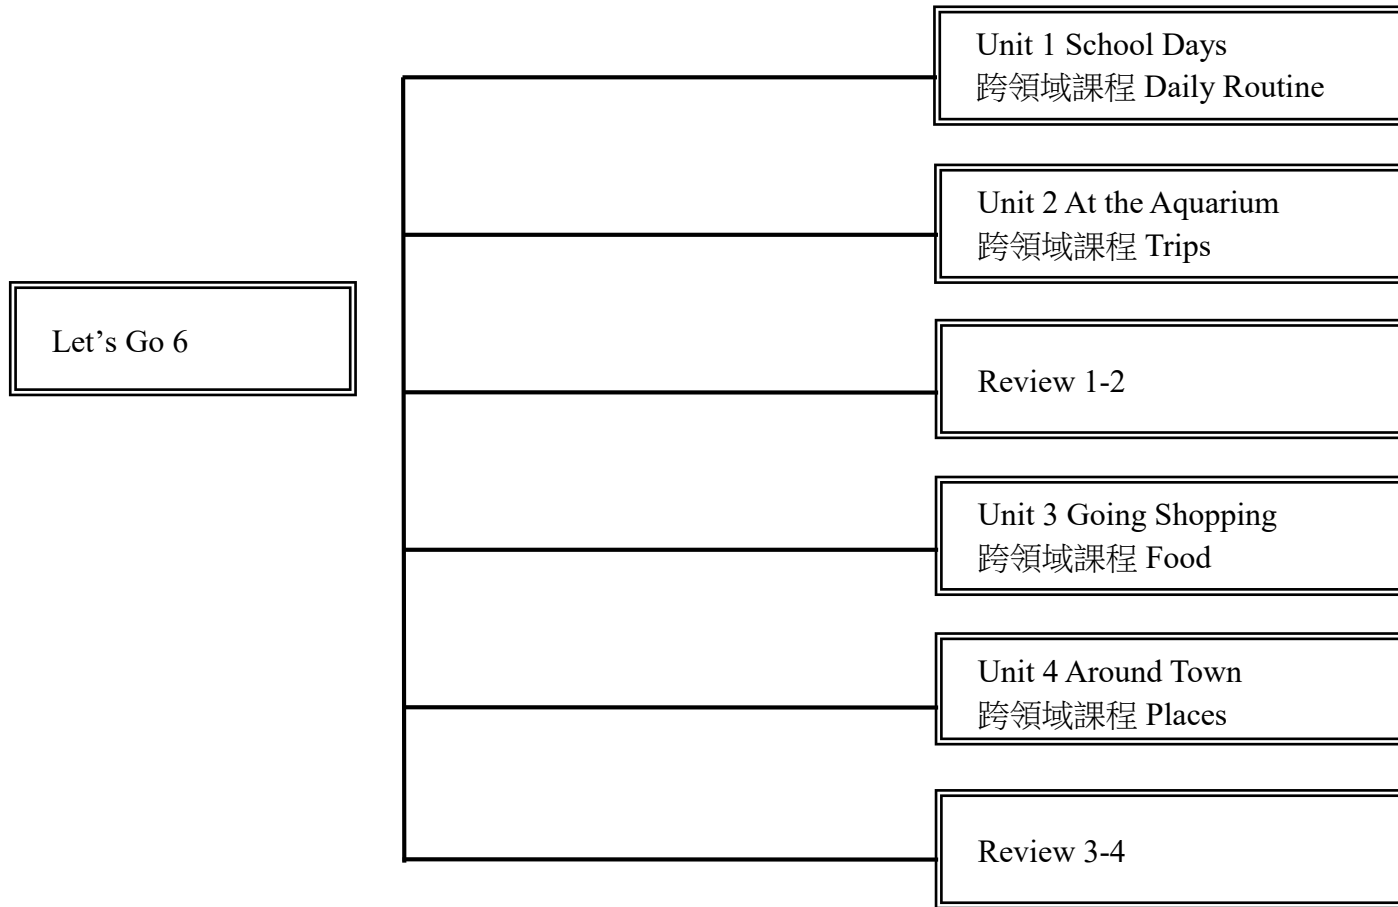 Let’s Go 6
Unit 1 School Days
跨領域課程 Daily Routine
Unit 2 At the Aquarium
跨領域課程 Trips
Review 1-2
Unit 3 Going Shopping
跨領域課程 Food
Unit 4 Around Town
跨領域課程 Places
Review 3-4